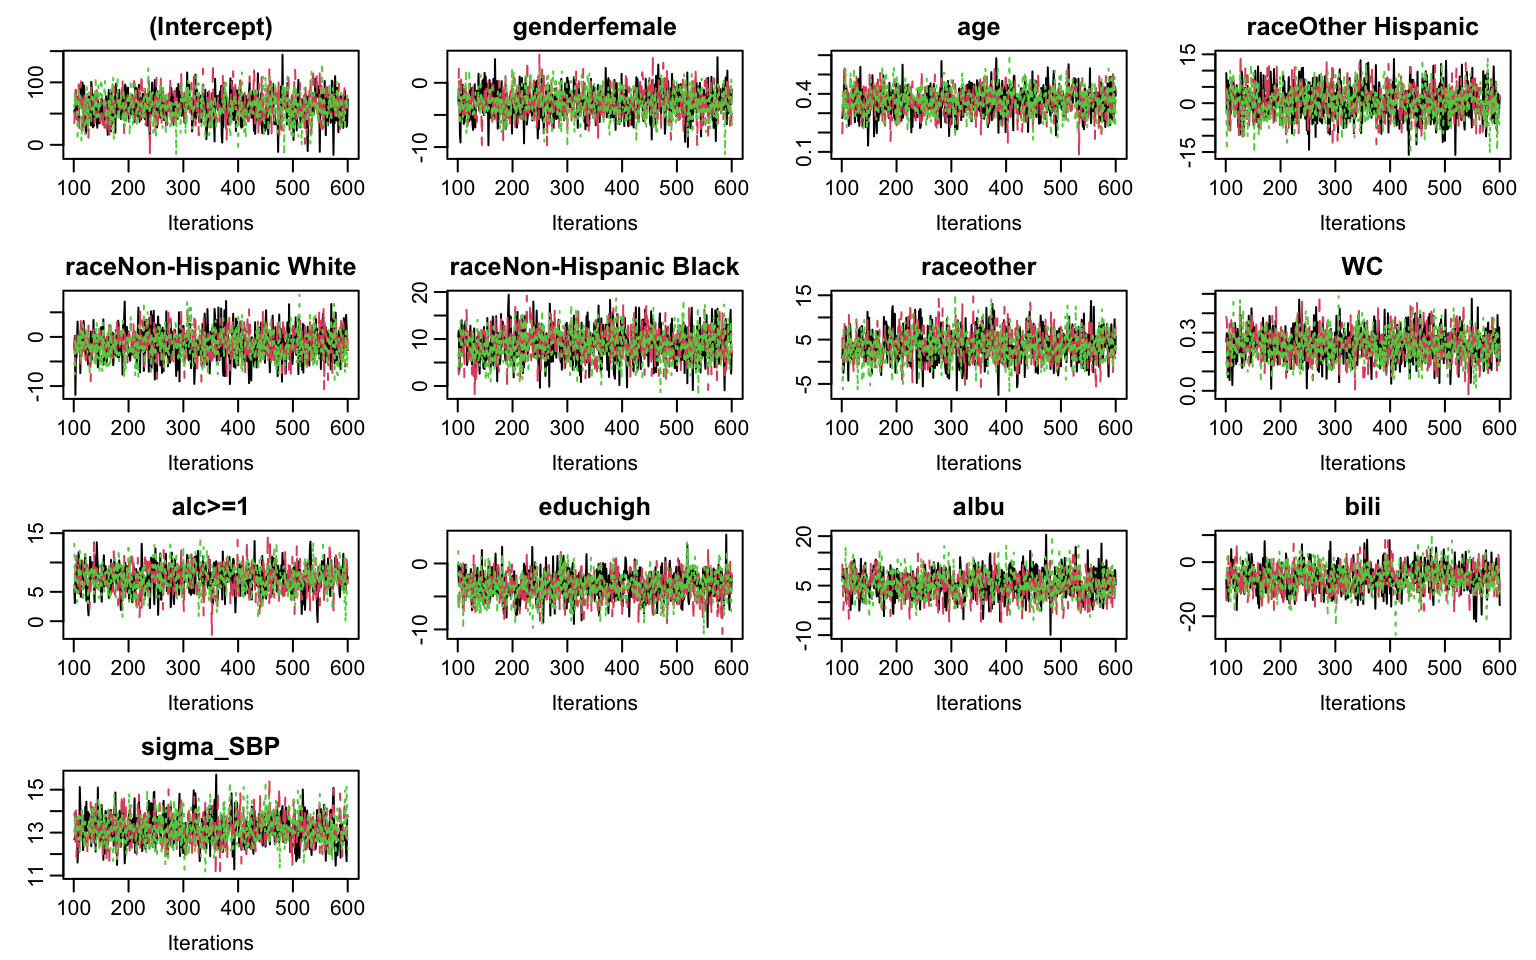 (Intercept) genderfemale age raceOther Hispanic
100 0 0 -10 0.4 0.1 15 0 -15
100 200 300 400 500 600 100 200 300 400 500 600 100 200 300 400 500 600 100 200 300 400 500 600
Iterations Iterations Iterations Iterations
raceNon-Hispanic White raceNon-Hispanic Black raceother WC
0 -10 20 10 0 15 5 -5 0.3 0.0
100 200 300 400 500 600 100 200 300 400 500 600 100 200 300 400 500 600 100 200 300 400 500 600
Iterations Iterations Iterations Iterations
alc>=1 educhigh albu bili
15 5 0 0 -10 20 5 -10 0 -20
100 200 300 400 500 600 100 200 300 400 500 600 100 200 300 400 500 600 100 200 300 400 500 600
Iterations Iterations Iterations Iterations
sigma_SBP
15 13 11
100 200 300 400 500 600
Iterations